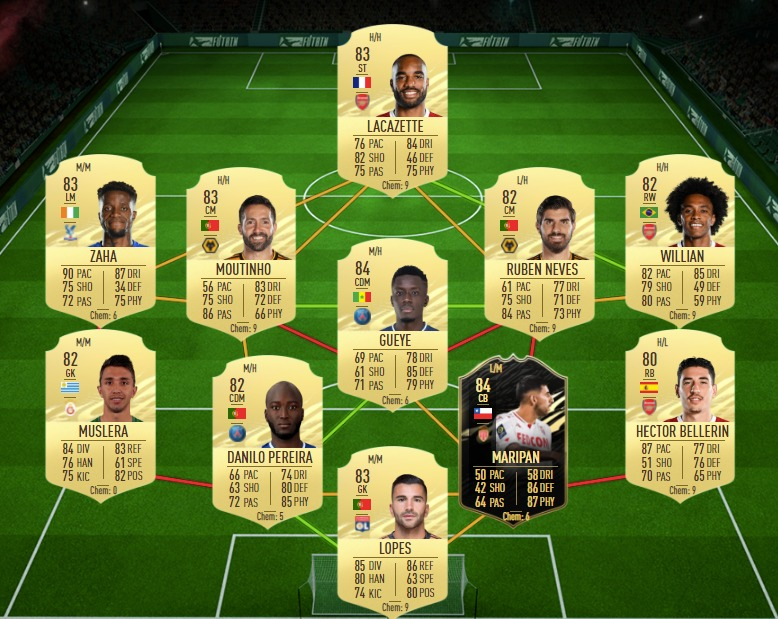 FUTBIN
FUTBIN
FUTBIN
FUTBIN
H/H
83
ST
LACAZETTE
76 PAC 84 DRI
82 SHO 46 DEF
75 PAS 75 PHY
Chem: 9
M/M
83
LM
ZAHA
90 PAC 87 DRI
75 SHO 34 DEF
72 PAS 75 PHY
Chem: 6
H/H
83
CM
MOUTINHO
56 PAC 83 DRI
75 SHO 72 DEF
86 PAS 66 PHY
Chem: 9
L/H
82
CM
RUBEN NEVES
61 PAC 77 DRI
75 SHO 71 DEF
84 PAS 73 PHY
Chem: 9
H/H
82
RW
WILLIAN
82 PAC 85 DRI
79 SHO 49 DEF
80 PAS 59 PHY
Chem: 9
M/H
84
CDM
GUEYE
69 PAC 78 DRI
61 SHO 85 DEF
71 PAS 79 PHY
Chem: 6
M/M
82
GK
MUSLERA
84 DIV 83 REF
76 HAN 61 SPE
75 KIC 82 POS
Chem: 0
M/H
82
CDM
DANILO PEREIRA
66 PAC 74 DRI
63 SHO 80 DEF
72 PAS 85 PHY
Chem: 5
L/M
84
CB
MARIPAN
50 PAC 58 DRI
42 SHO 86 DEF
64 PAS 87 PHY
Chem: 6
H/L
80
RB
HECTOR BELLERIN
87 PAC 77 DRI
51 SHO 76 DEF
70 PAS 65 PHY
Chem: 9
M/M
83
GK
LOPES
85 DIV 86 REF
80 HAN 63 SPE
74 KIC 80 POS
Chem: 9